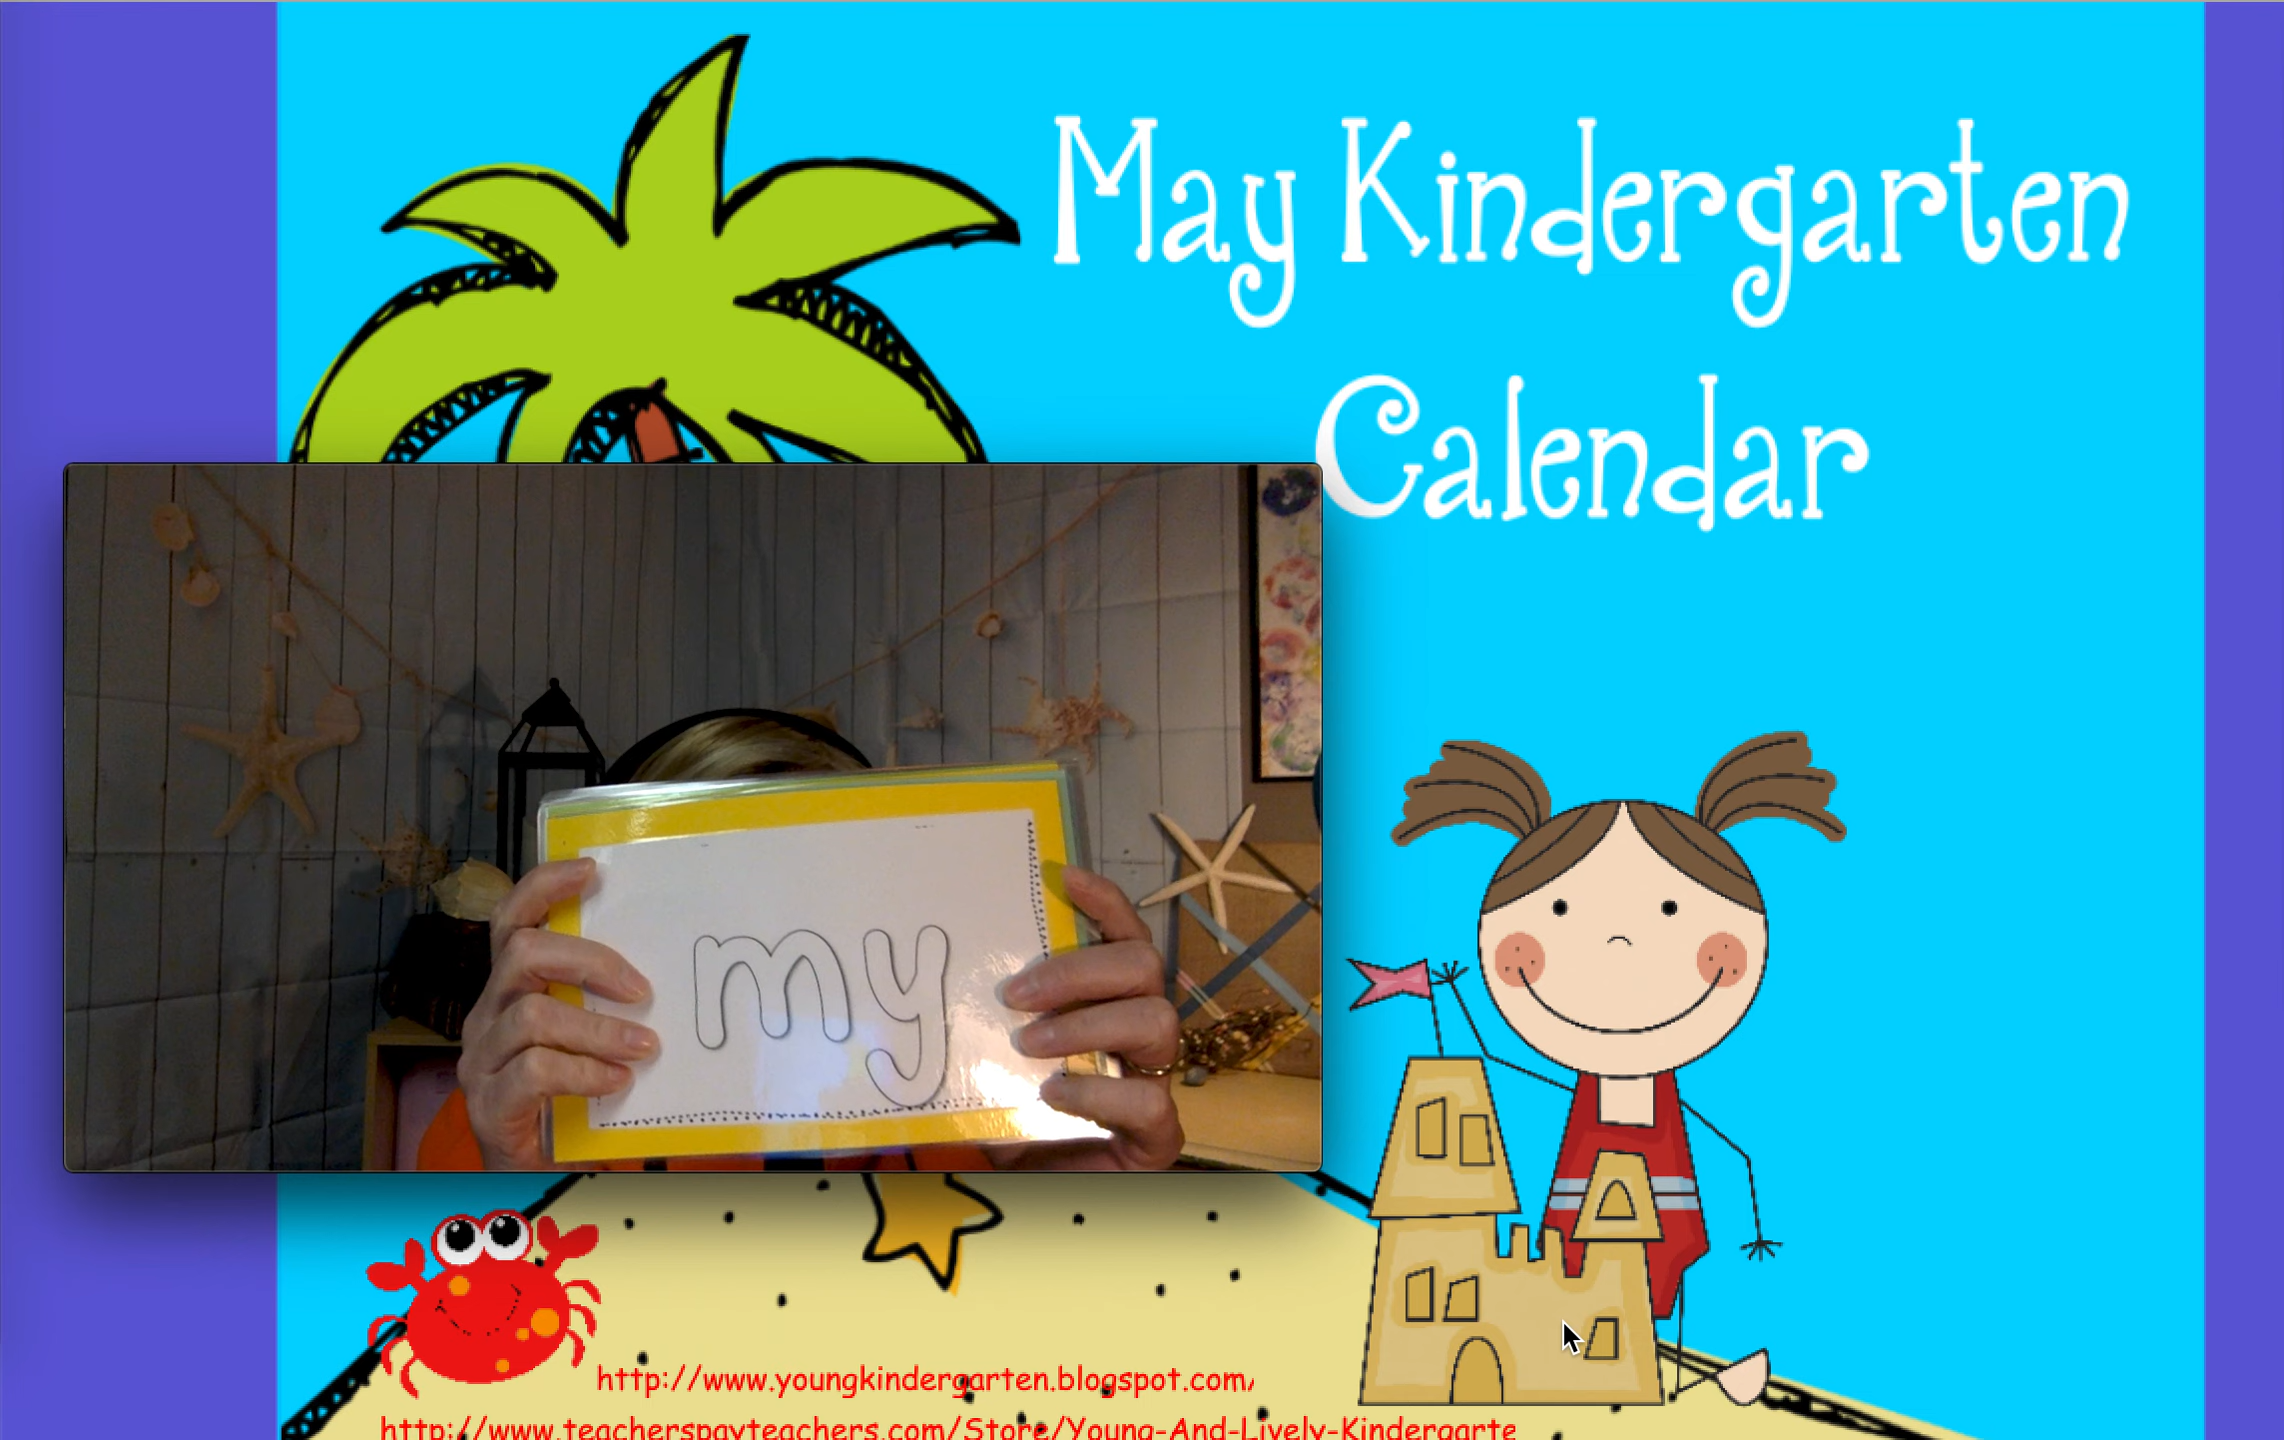 May Kindergarten
Calendar
my
http://www.youngkindergarten.blogspot.com/
http://www.teacherspayteachers.com/Store/Young-And-Lively-Kindergarte